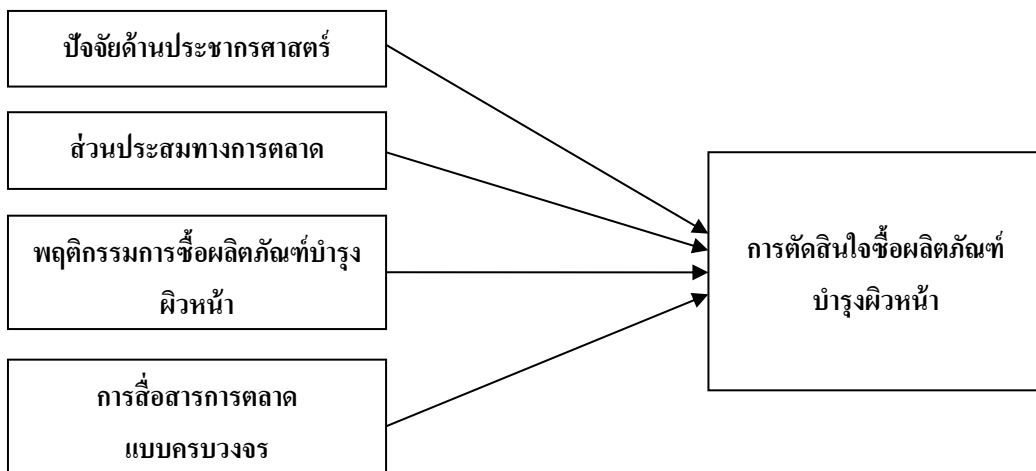 ปัจจัยด้านประชากรศาสตร์
ส่วนประสมทางการตลาด
พฤติกรรมการซื้อผลิตภัณฑ์บำรุง
ผิวหน้า
การสื่อสารการตลาด
แบบครบวงจร
การตัดสินใจซื้อผลิตภัณฑ์
บำรุงผิวหน้า